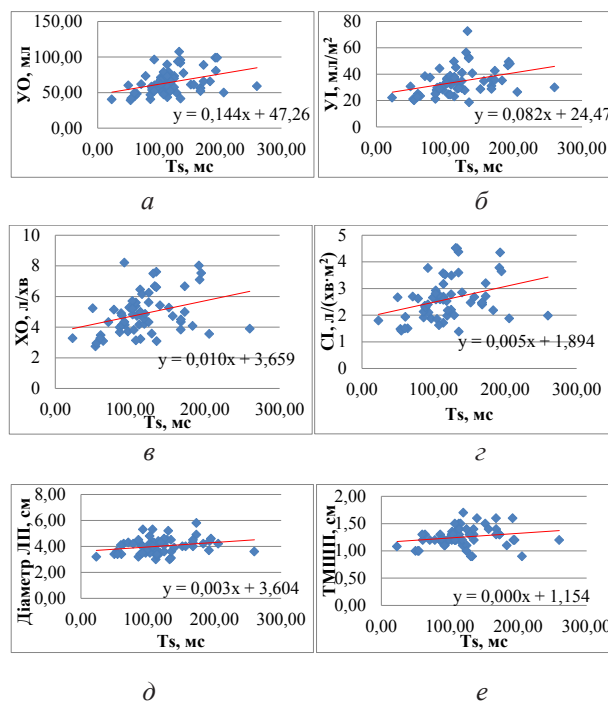 150,00
100,00
50,00
0,00
УО, мл
y = 0,144x + 47,26
0,00 100,00 200,00 300,00
Ts, мс
а
80
60
40
20
0
УІ, мл/м²
y = 0,082x + 24,47
0,00 100,00 200,00 300,00
Ts, мс
б
10
8
6
4
2
0
ХО, л/хв
y = 0,010x + 3,659
0,00 100,00 200,00 300,00
Ts, мс
в
5
4
3
2
1
0
СІ, л/(хв·м²)
y = 0,005x + 1,894
0,00 100,00 200,00 300,00
Ts, мс
г
8,00
6,00
4,00
2,00
0,00
Діаметр ЛП, см
y = 0,003x + 3,604
0,00 100,00 200,00 300,00
Ts, мс
д
2,00
1,50
1,00
0,50
0,00
ТМШП, см
y = 0,000x + 1,154
0,00 100,00 200,00 300,00
Ts, мс
е